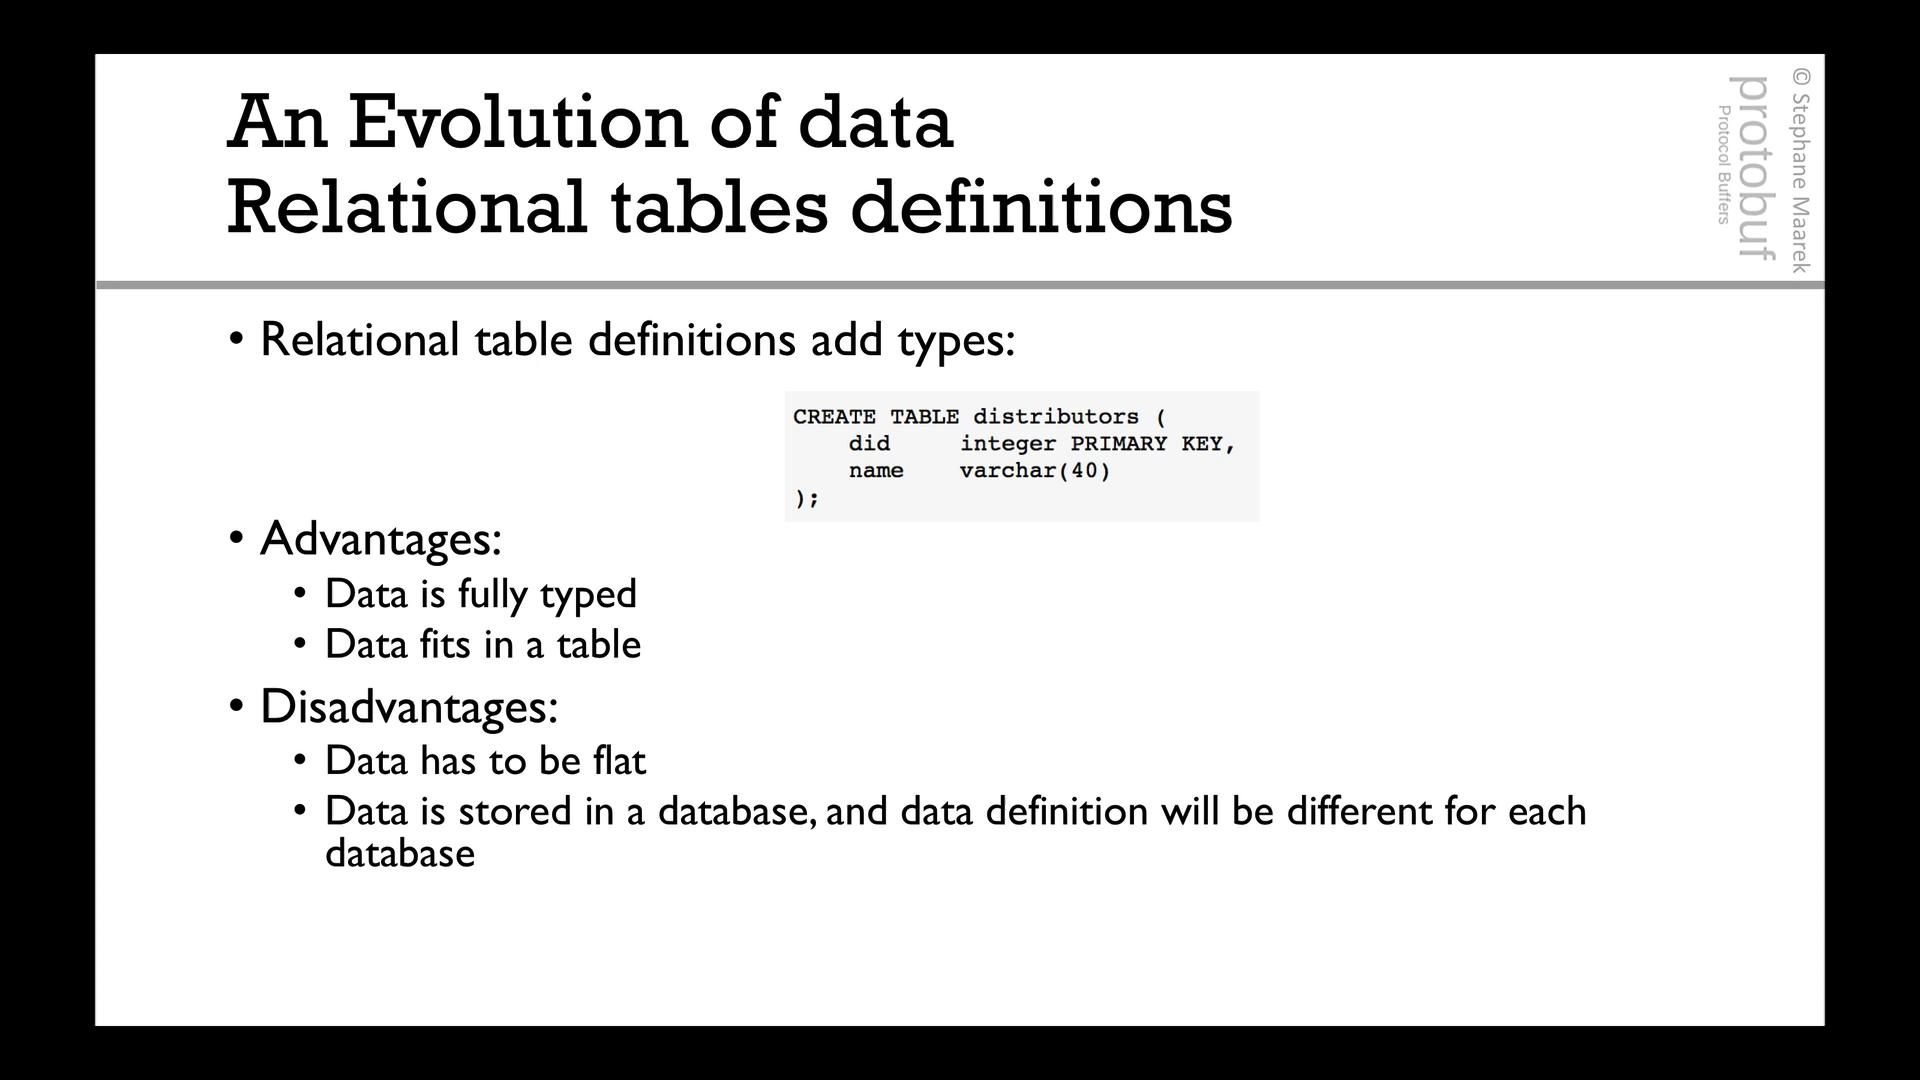 An Evolution of data
Relational tables definitions
© Stephane Maarek
protobuf
Protocol Buffers
• Relational table definitions add types:
CREATE TABLE distributors (
    did     integer PRIMARY KEY,
    name    varchar(40)
);
• Advantages:
• Data is fully typed
• Data fits in a table
• Disadvantages:
• Data has to be flat
• Data is stored in a database, and data definition will be different for each
database